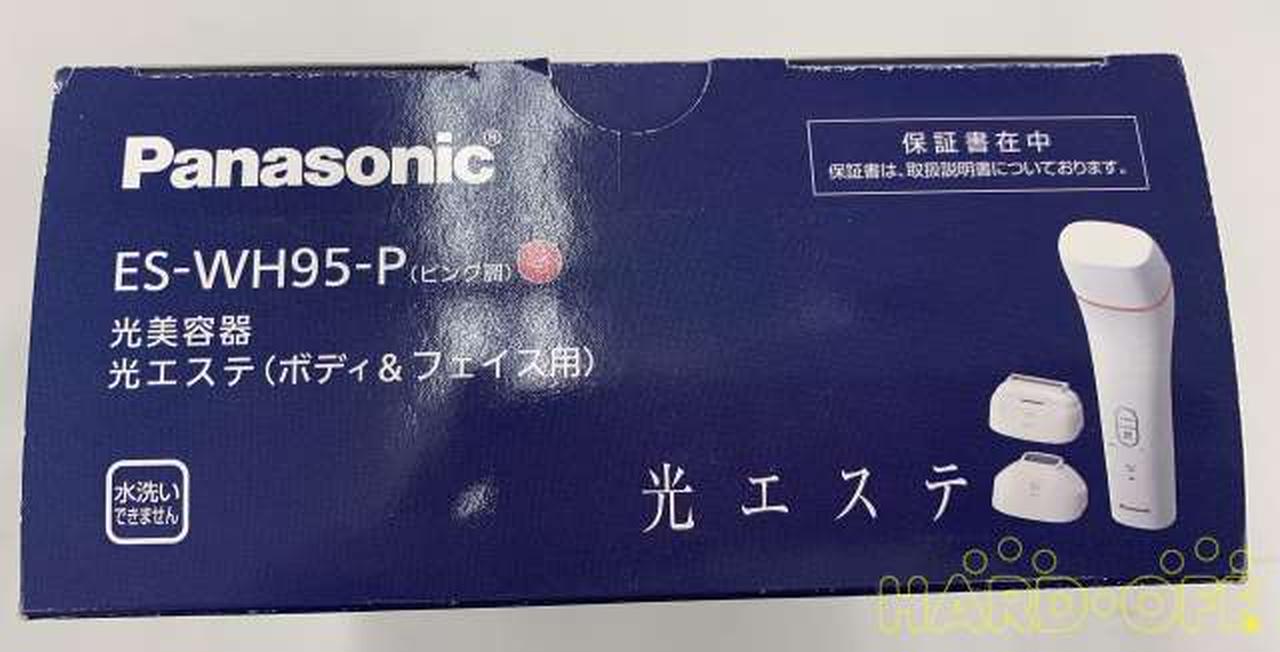 Panasonic®
保証書在中
保証書は、取扱説明書についております。
ES-WH95-P(ピンク調)
光美容器
光エステ(ボディ&フェイス用)
水洗い
できません
光エステ
Panasonic
HARD・OFF